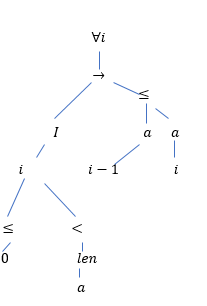 ∀i
→
≤
I a a
i i − 1 i
≤ <
0 len
a